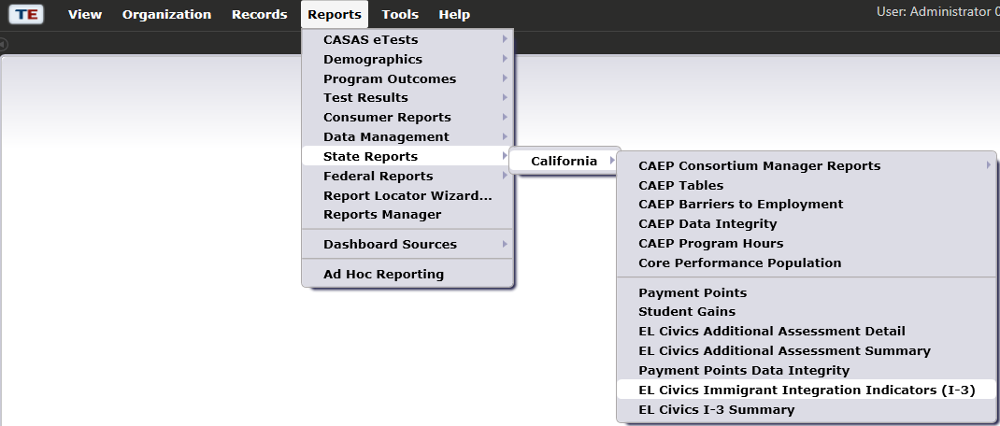 TE View Organization Records Reports Tools Help User: Administrator 0
CASAS eTests
Demographics
Program Outcomes
Test Results
Consumer Reports
Data Management
State Reports
Federal Reports
Report Locator Wizard...
Reports Manager
Dashboard Sources
Ad Hoc Reporting
California
CAEP Consortium Manager Reports
CAEP Tables
CAEP Barriers to Employment
CAEP Data Integrity
CAEP Program Hours
Core Performance Population
Payment Points
Student Gains
EL Civics Additional Assessment Detail
EL Civics Additional Assessment Summary
Payment Points Data Integrity
EL Civics Immigrant Integration Indicators (I-3)
EL Civics I-3 Summary